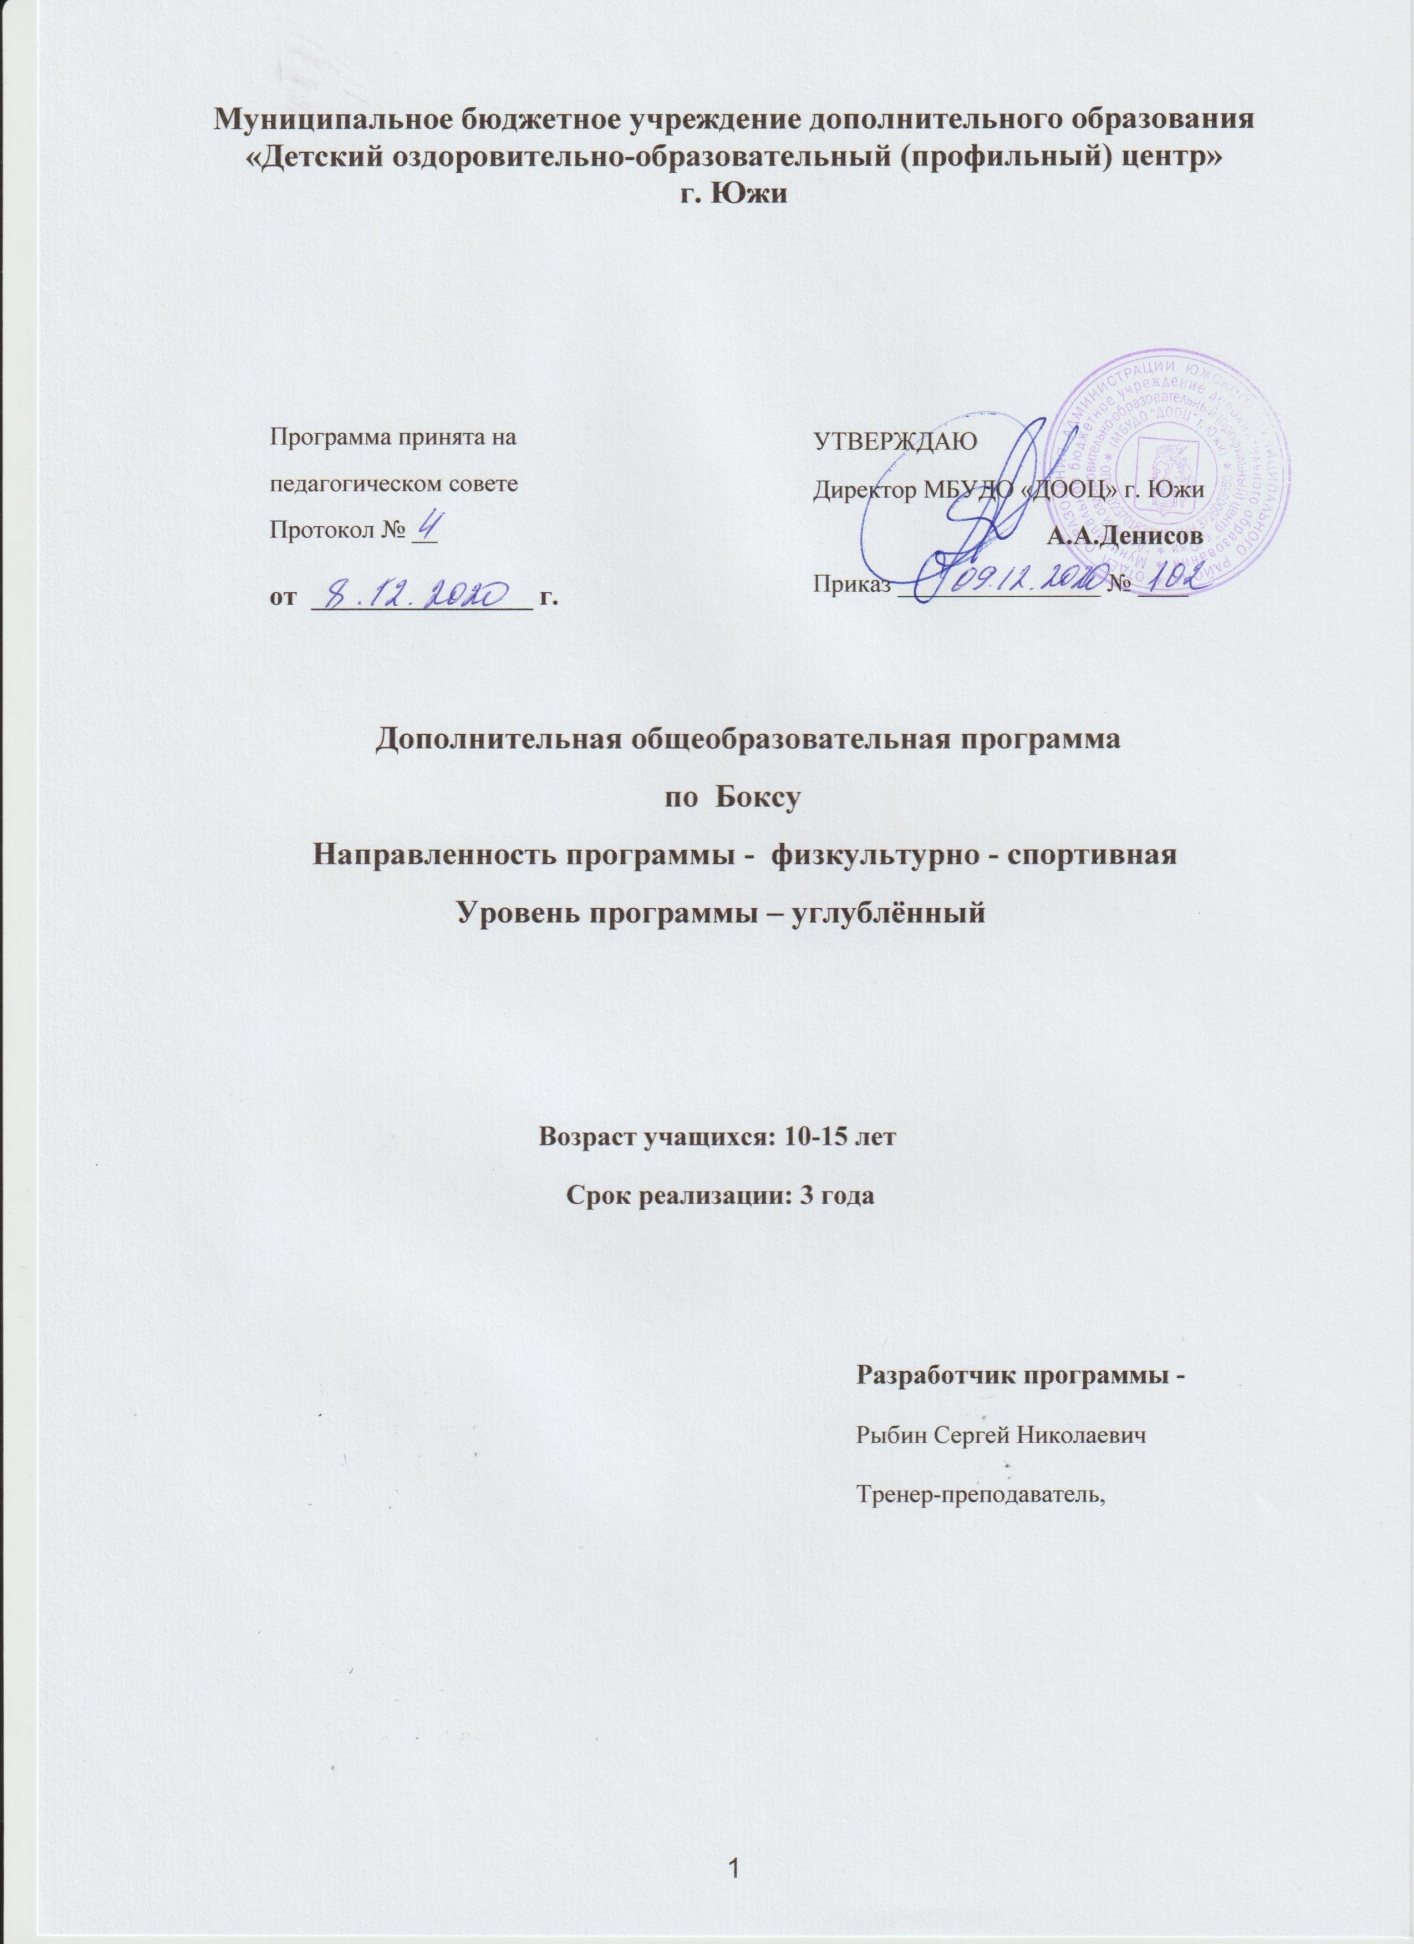 Муниципальное бюджетное учреждение дополнительного образования
«Детский оздоровительно-образовательный (профильный) центр»
г. Южи
Программа принята на
педагогическом совете
Протокол № 4
от 8.12.2020 г.
УТВЕРЖДАЮ
Директор МБУДО «ДООЦ» г. Южи
А.А.Денисов
Приказ 09.12.2020 № 102
Дополнительная общеобразовательная программа
по Боксу
Направленность программы - физкультурно - спортивная
Уровень программы – углублённый
Возраст учащихся: 10-15 лет
Срок реализации: 3 года
Разработчик программы -
Рыбин Сергей Николаевич
Тренер-преподаватель,
1